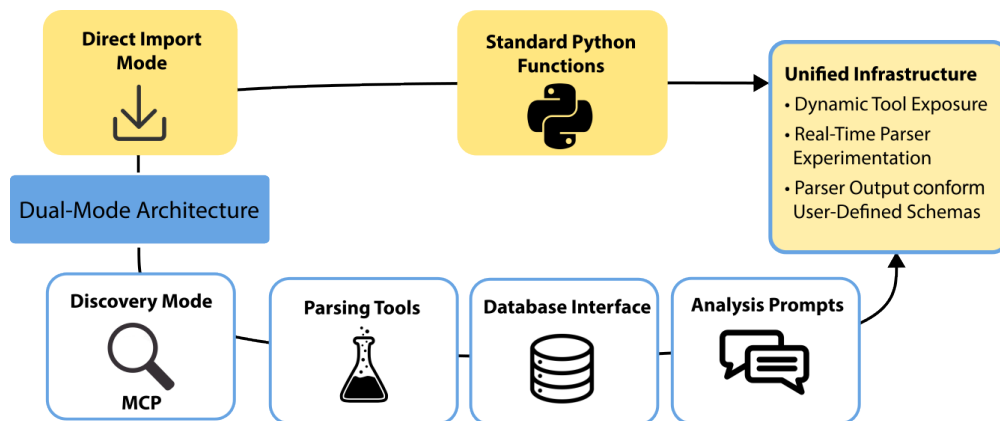 Direct Import
Mode
Standard Python
Functions
Unified Infrastructure
• Dynamic Tool Exposure
• Real-Time Parser
Experimentation
• Parser Output conform
User-Defined Schemas
Dual-Mode Architecture
Discovery Mode
MCP
Parsing Tools
Database Interface
Analysis Prompts